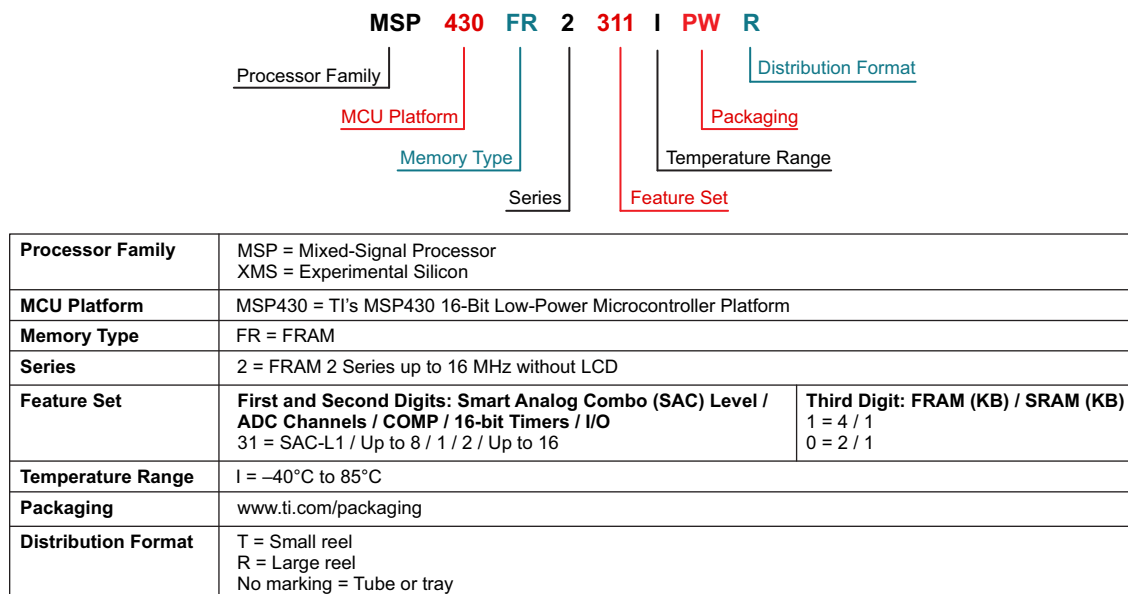 MSP 430 FR 2 311 I PW R
Processor Family
Distribution Format
MCU Platform
Packaging
Memory Type
Temperature Range
Series
Feature Set
Processor Family
MSP = Mixed-Signal Processor
XMS = Experimental Silicon
MCU Platform
MSP430 = TI's MSP430 16-Bit Low-Power Microcontroller Platform
Memory Type
FR = FRAM
Series
2 = FRAM 2 Series up to 16 MHz without LCD
Feature Set
First and Second Digits: Smart Analog Combo (SAC) Level /
ADC Channels / COMP / 16-bit Timers / I/O
31 = SAC-L1 / Up to 8 / 1 / 2 / Up to 16
Third Digit: FRAM (KB) / SRAM (KB)
1 = 4 / 1
0 = 2 / 1
Temperature Range
I = –40°C to 85°C
Packaging
www.ti.com/packaging
Distribution Format
T = Small reel
R = Large reel
No marking = Tube or tray